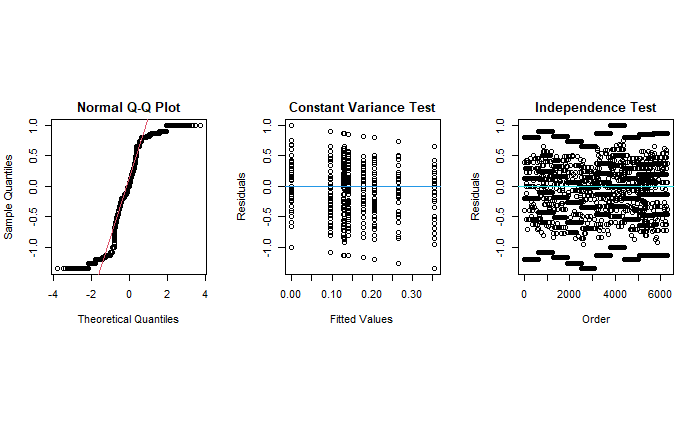 Normal Q-Q Plot
Sample Quantiles
1.0
0.5
0.0
-0.5
-1.0
-4 -2 0 2 4
Theoretical Quantiles
Constant Variance Test
Residuals
1.0
0.5
0.0
-0.5
-1.0
0.00 0.10 0.20 0.30
Fitted Values
Independence Test
Residuals
1.0
0.5
0.0
-0.5
-1.0
0 2000 4000 6000
Order